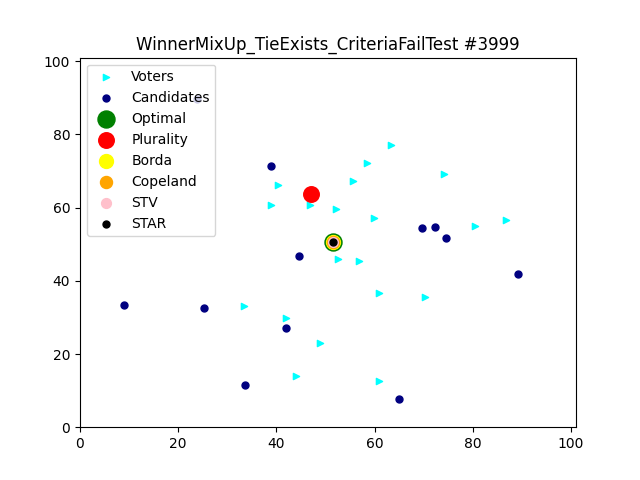 WinnerMixUp_TieExists_CriteriaFailTest #3999
100
80
60
40
20
0
Voters
Candidates
Optimal
Plurality
Borda
Copeland
STV
STAR
0 20 40 60 80 100